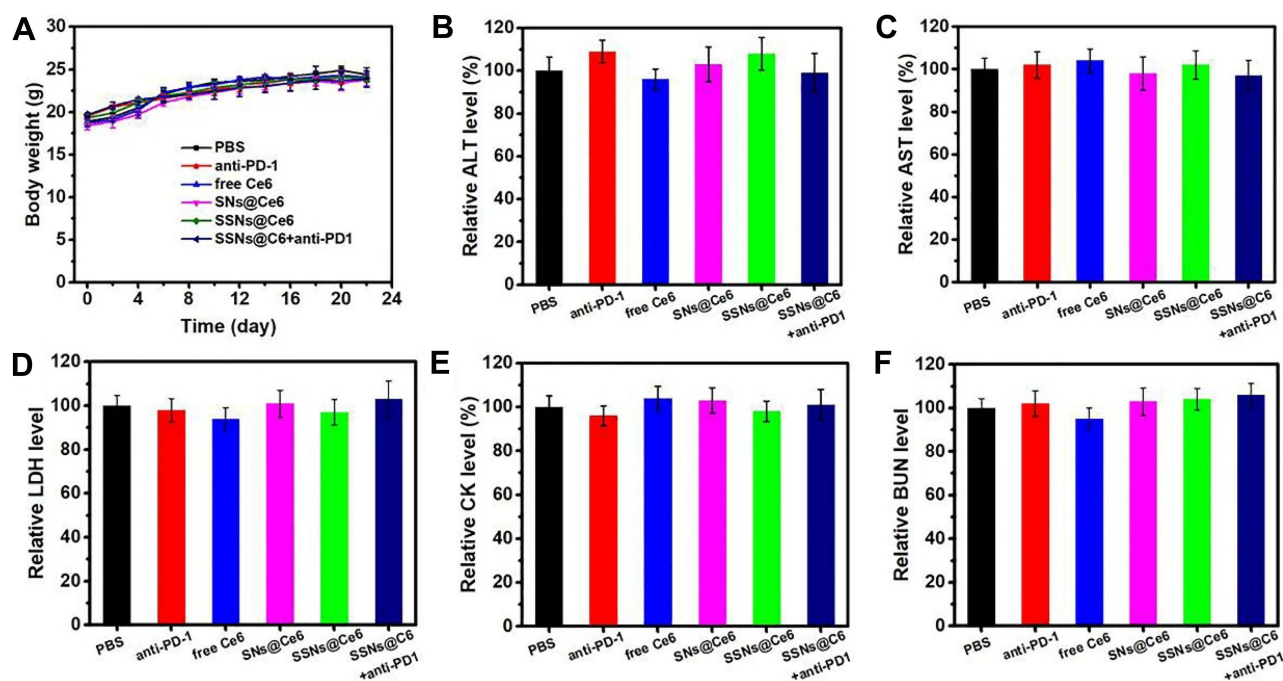 A
30
25
20
15
10
5
0
Body weight (g)
PBS
anti-PD-1
free Ce6
SNs@Ce6
SSNs@Ce6
SSNs@C6+anti-PD1
0 4 8 12 16 20 24
Time (day)
B
120
100
80
60
40
20
0
Relative ALT level (%)
PBS anti-PD-1 free Ce6 SNs@Ce6 SSNs@Ce6 SSNs@C6
+anti-PD1
C
120
100
80
60
40
20
0
Relative AST level (%)
PBS anti-PD-1 free Ce6 SNs@Ce6 SSNs@Ce6 SSNs@C6
+anti-PD1
D
120
100
80
60
40
20
0
Relative LDH level
PBS anti-PD-1 free Ce6 SNs@Ce6 SSNs@Ce6 SSNs@C6
+anti-PD1
E
120
100
80
60
40
20
0
Relative CK level (%)
PBS anti-PD-1 free Ce6 SNs@Ce6 SSNs@Ce6 SSNs@C6
+anti-PD1
F
120
100
80
60
40
20
0
Relative BUN level
PBS anti-PD-1 free Ce6 SNs@Ce6 SSNs@Ce6 SSNs@C6
+anti-PD1